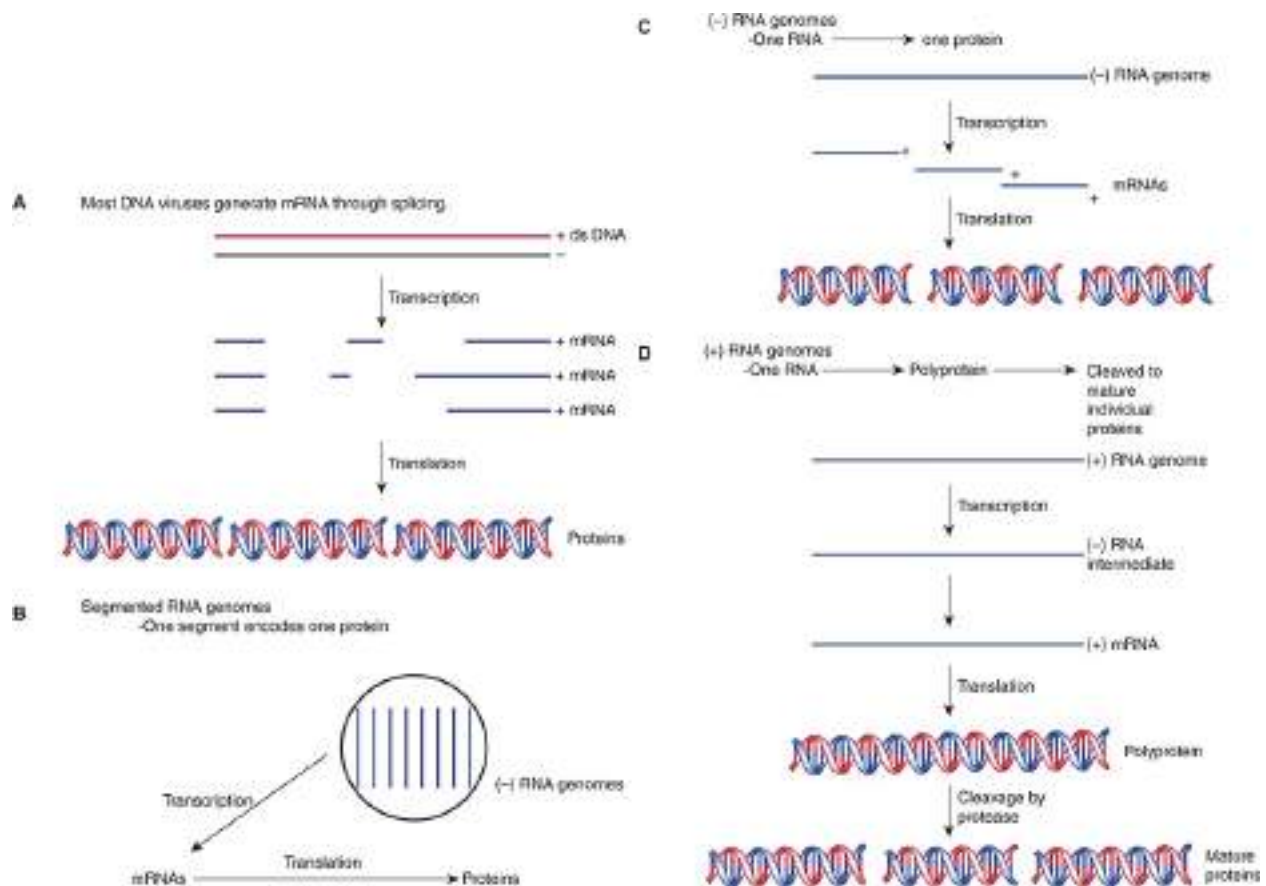 A
Most DNA viruses generate mRNA through splicing
+ ds DNA
–
Transcription
+ mRNA
+ mRNA
+ mRNA
Translation
Proteins
B
Segmented RNA genomes
-One segment encodes one protein
(–) RNA genomes
Transcription
mRNAs
Translation
Proteins
C
(–) RNA genomes
-One RNA
one protein
(–) RNA genome
Transcription
+
+
mRNAs
+
Translation
D
(+) RNA genomes
-One RNA
Polyprotein
Cleaved to
mature
individual
proteins
(+) RNA genome
Transcription
(–) RNA
intermediate
(+) mRNA
Translation
Polyprotein
Cleavage by
protease
Mature
proteins